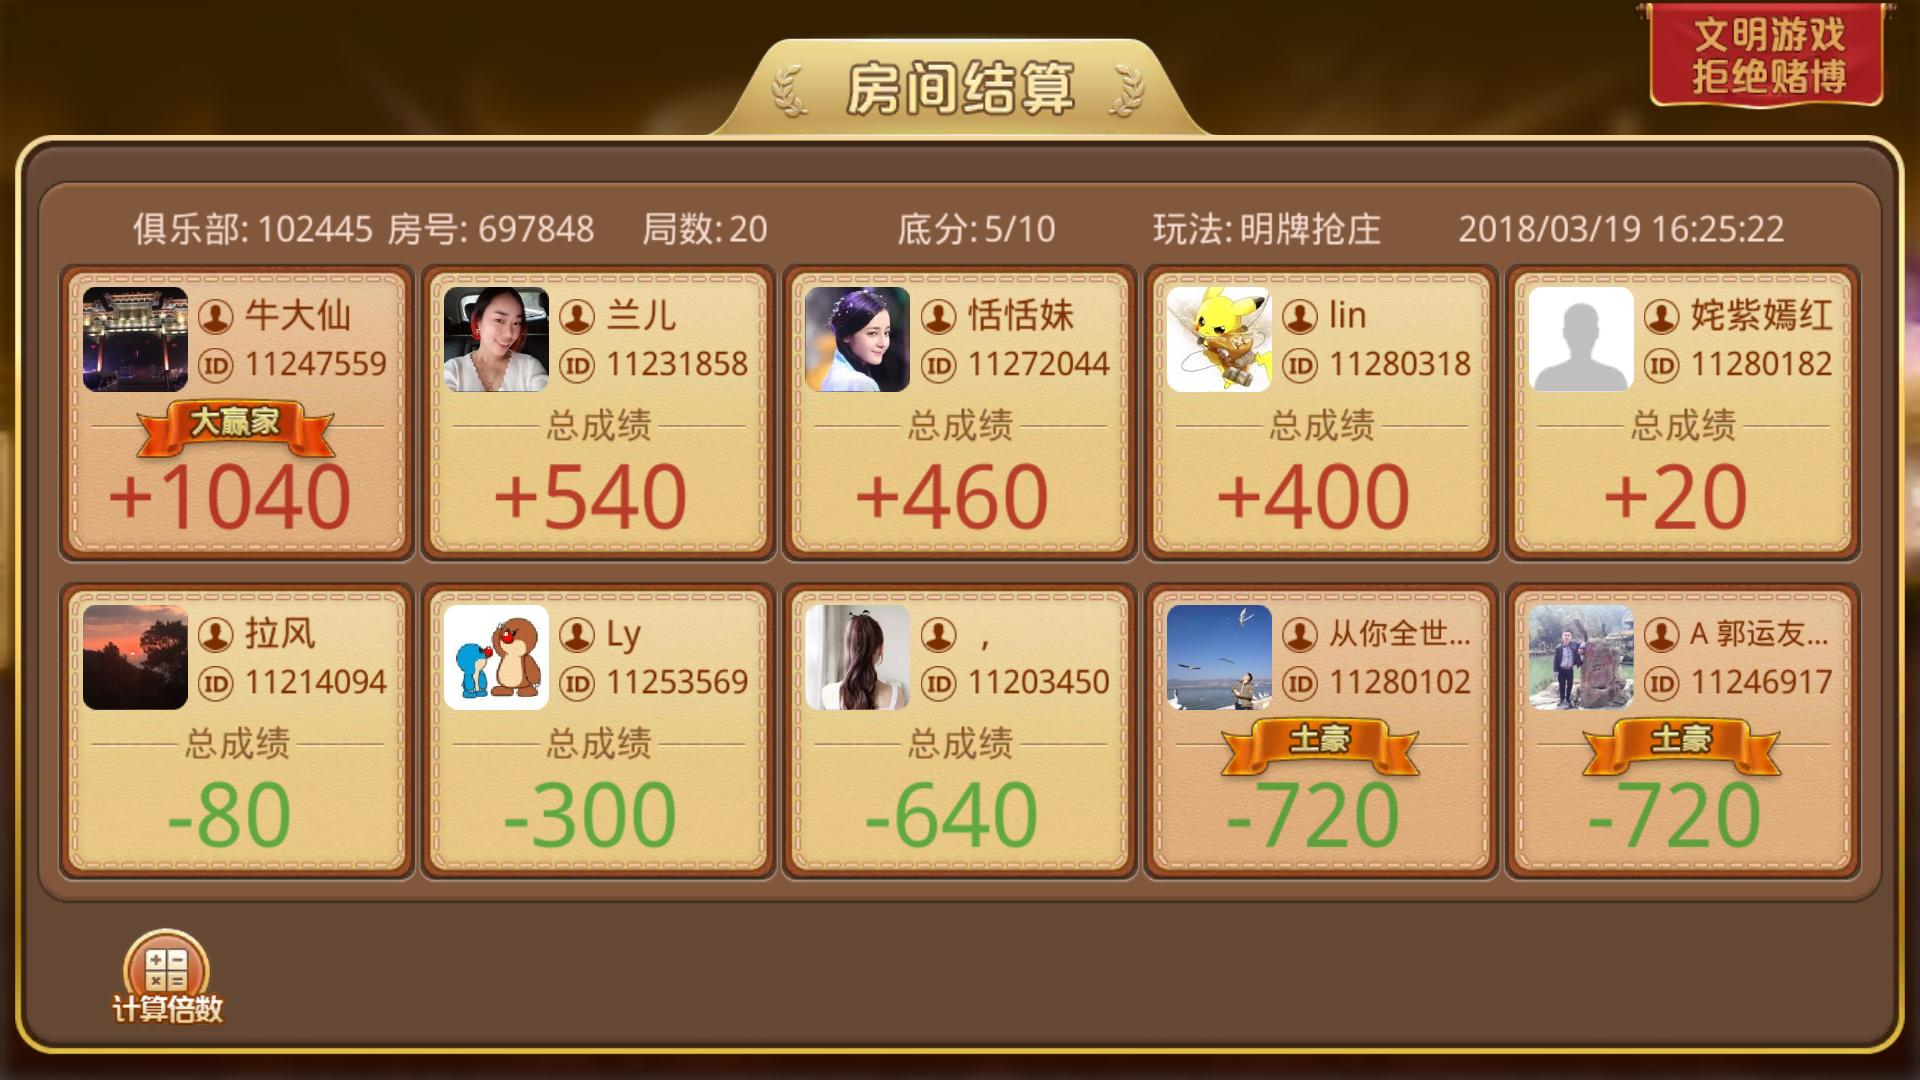 文明游戏
拒绝赌博
房间结算
俱乐部: 102445 房号: 697848 局数: 20 底分: 5/10 玩法: 明牌抢庄 2018/03/19 16:25:22
牛大仙
ID 11247559
大赢家
+1040
兰儿
ID 11231858
总成绩
+540
恬恬妹
ID 11272044
总成绩
+460
lin
ID 11280318
总成绩
+400
姹紫嫣红
ID 11280182
总成绩
+20
拉风
ID 11214094
总成绩
-80
Ly
ID 11253569
总成绩
-300
,
ID 11203450
总成绩
-640
从你全世...
ID 11280102
土豪
-720
A 郭运友...
ID 11246917
土豪
-720
计算倍数